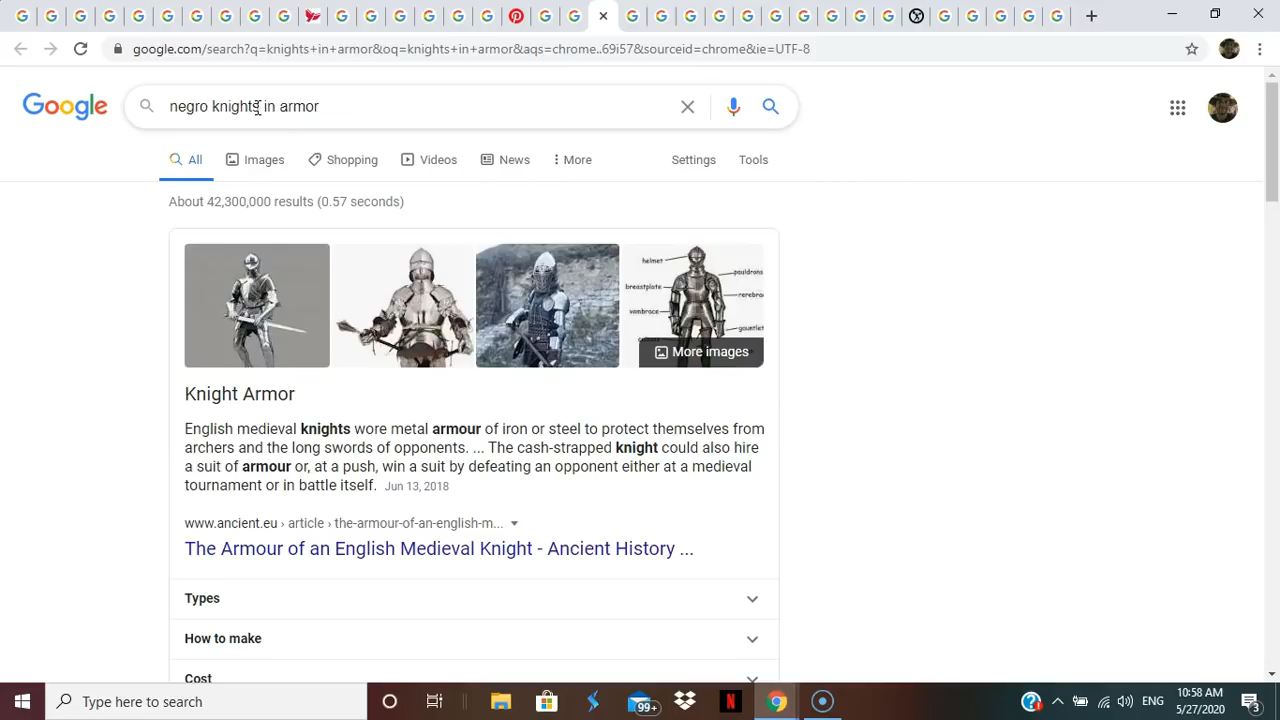 google.com/search?q=knights+in+armor&oq=knights+in+armor&aqs=chrome..69i57&sourceid=chrome&ie=UTF-8
Google
negro knights in armor
All
Images
Shopping
Videos
News
More
Settings
Tools
About 42,300,000 results (0.57 seconds)
helmet
pauldrons
breastplate
vambrace
gauntlet
More images
Knight Armor
English medieval knights wore metal armour of iron or steel to protect themselves from
archers and the long swords of opponents. ... The cash-strapped knight could also hire
a suit of armour or, at a push, win a suit by defeating an opponent either at a medieval
tournament or in battle itself. Jun 13, 2018
www.ancient.eu › article › the-armour-of-an-english-m...
The Armour of an English Medieval Knight - Ancient History ...
Types
How to make
Cost
Type here to search
99+
N
ENG
10:58 AM
5/27/2020
3